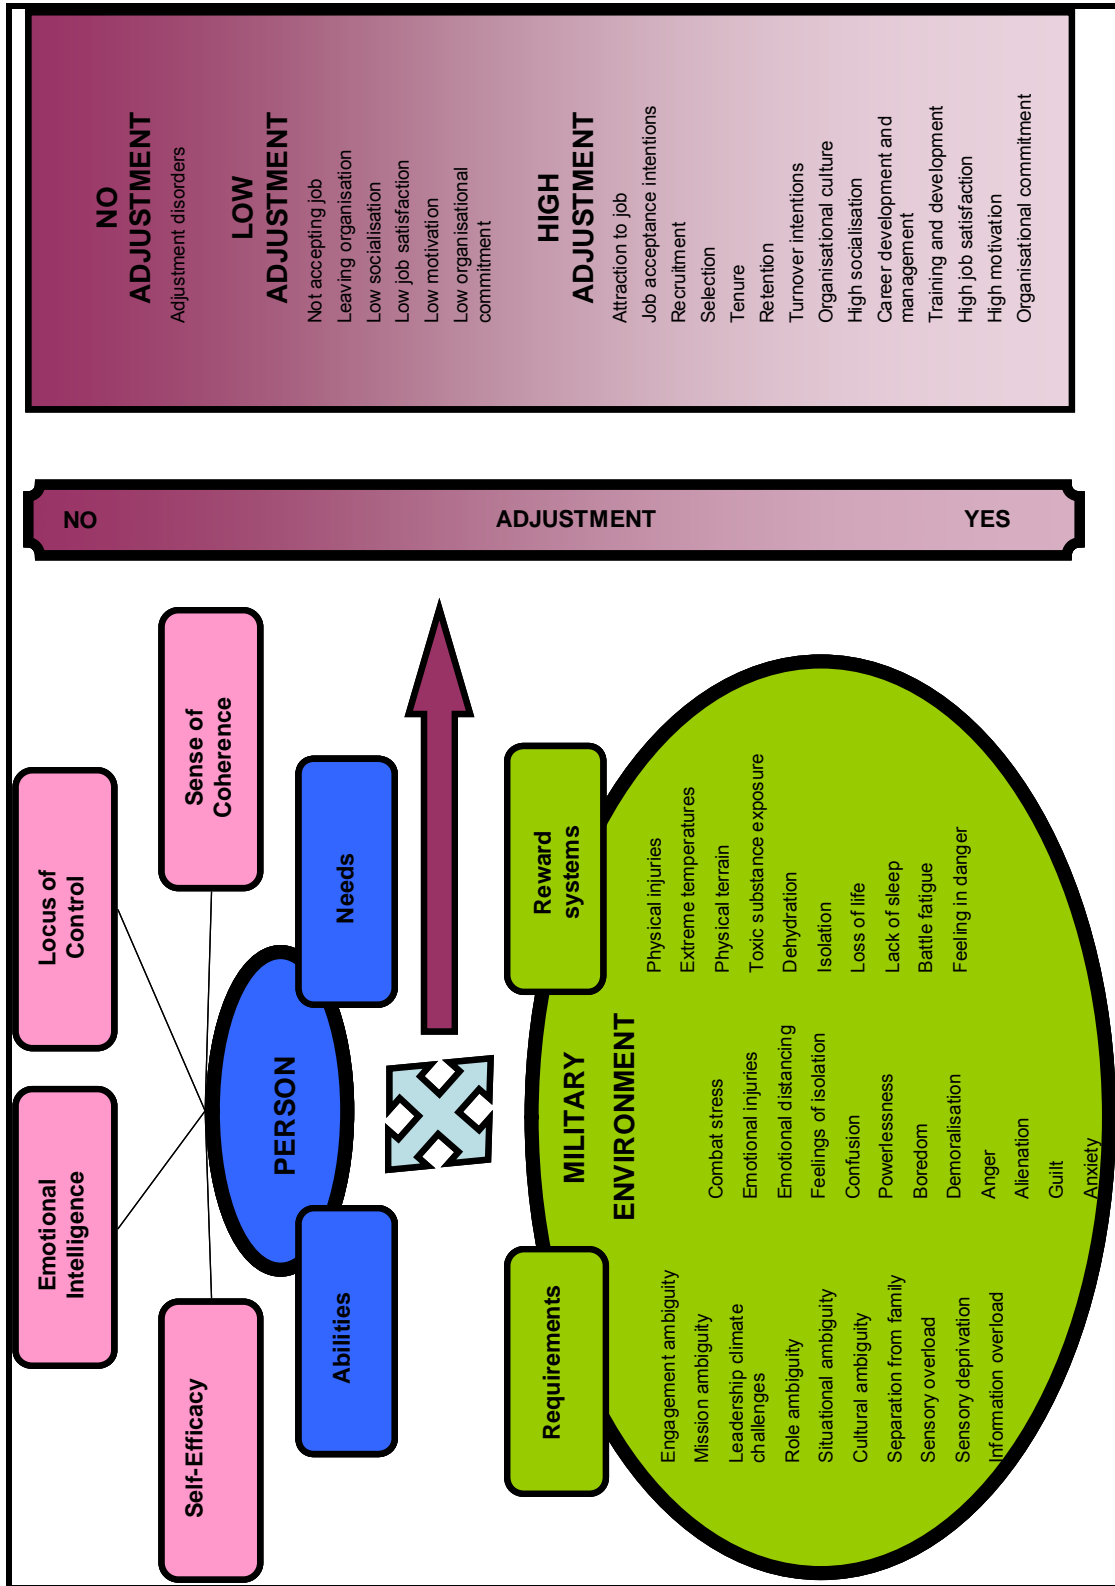 Self-Efficacy
Emotional
Intelligence
Locus of
Control
Sense of
Coherence
PERSON
Abilities
Needs
Requirements
MILITARY
ENVIRONMENT
Reward
systems
Engagement ambiguity
Mission ambiguity
Leadership climate
challenges
Role ambiguity
Situational ambiguity
Cultural ambiguity
Separation from family
Sensory overload
Sensory deprivation
Information overload
Combat stress
Emotional injuries
Emotional distancing
Feelings of isolation
Confusion
Powerlessness
Boredom
Demoralisation
Anger
Alienation
Guilt
Anxiety
Physical injuries
Extreme temperatures
Physical terrain
Toxic substance exposure
Dehydration
Isolation
Loss of life
Lack of sleep
Battle fatigue
Feeling in danger
NO
ADJUSTMENT
YES
NO
ADJUSTMENT
Adjustment disorders
LOW
ADJUSTMENT
Not accepting job
Leaving organisation
Low socialisation
Low job satisfaction
Low motivation
Low organisational
commitment
HIGH
ADJUSTMENT
Attraction to job
Job acceptance intentions
Recruitment
Selection
Tenure
Retention
Turnover intentions
Organisational culture
High socialisation
Career development and
management
Training and development
High job satisfaction
High motivation
Organisational commitment